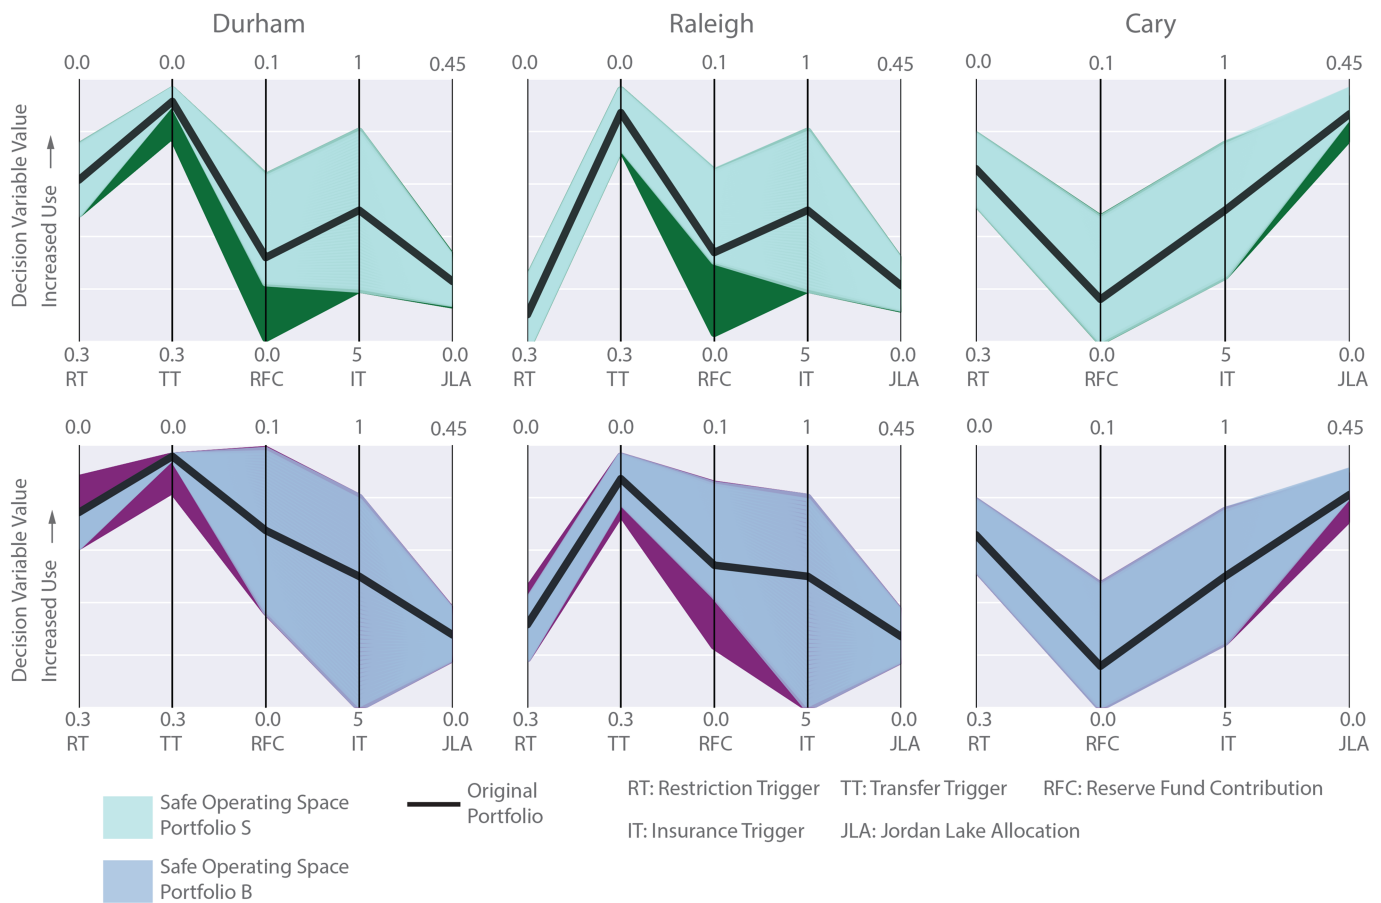 Durham
Raleigh
Cary
0.0 0.0 0.1 1 0.45
0.0 0.0 0.1 1 0.45
0.0 0.1 1 0.45
Decision Variable Value
Increased Use
0.3 0.3 0.0 5 0.0
RT TT RFC IT JLA
0.3 0.3 0.0 5 0.0
RT TT RFC IT JLA
0.3 0.0 5 0.0
RT RFC IT JLA
0.0 0.0 0.1 1 0.45
0.0 0.0 0.1 1 0.45
0.0 0.1 1 0.45
Decision Variable Value
Increased Use
0.3 0.3 0.0 5 0.0
RT TT RFC IT JLA
0.3 0.3 0.0 5 0.0
RT TT RFC IT JLA
0.3 0.0 5 0.0
RT RFC IT JLA
Safe Operating Space
Portfolio S
Safe Operating Space
Portfolio B
Original
Portfolio
RT: Restriction Trigger TT: Transfer Trigger RFC: Reserve Fund Contribution
IT: Insurance Trigger JLA: Jordan Lake Allocation